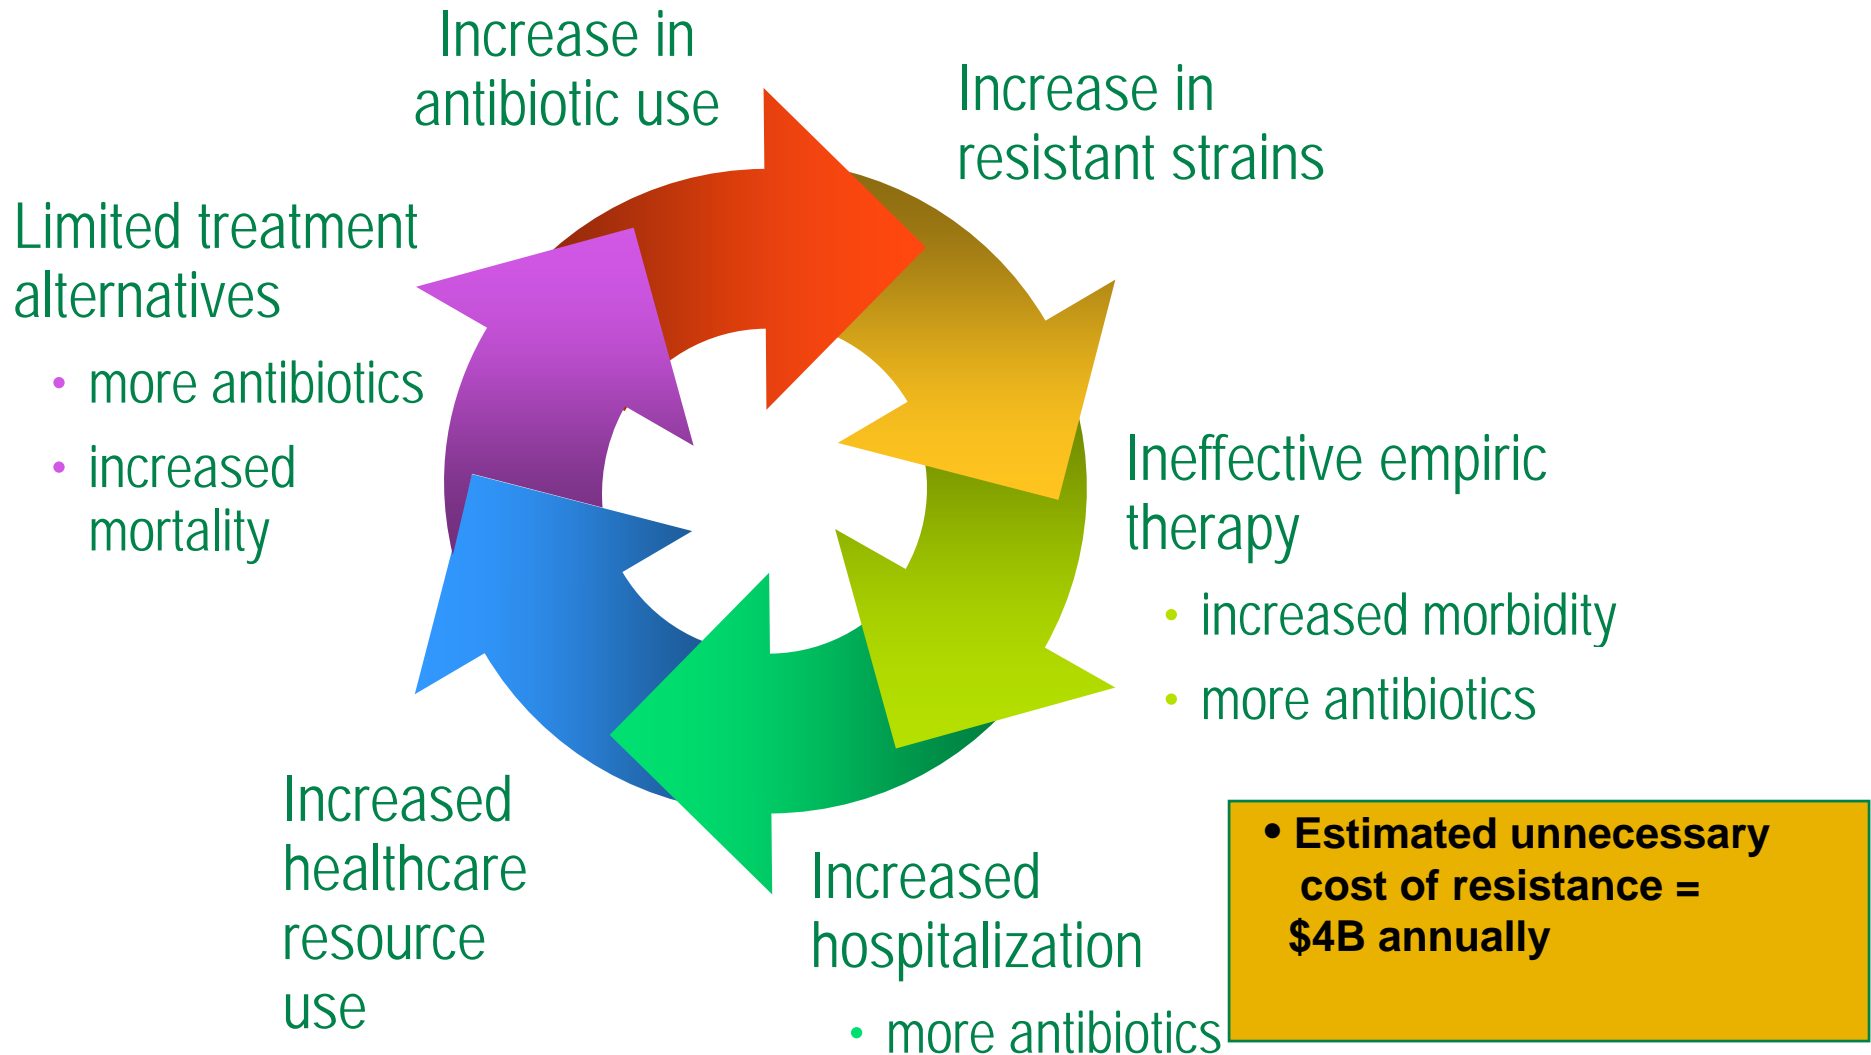 Increase in
antibiotic use
Increase in
resistant strains
Limited treatment
alternatives
• more antibiotics
• increased
mortality
Ineffective empiric
therapy
• increased morbidity
• more antibiotics
Increased
healthcare
resource
use
Increased
hospitalization
• more antibiotics
• Estimated unnecessary
cost of resistance =
$4B annually